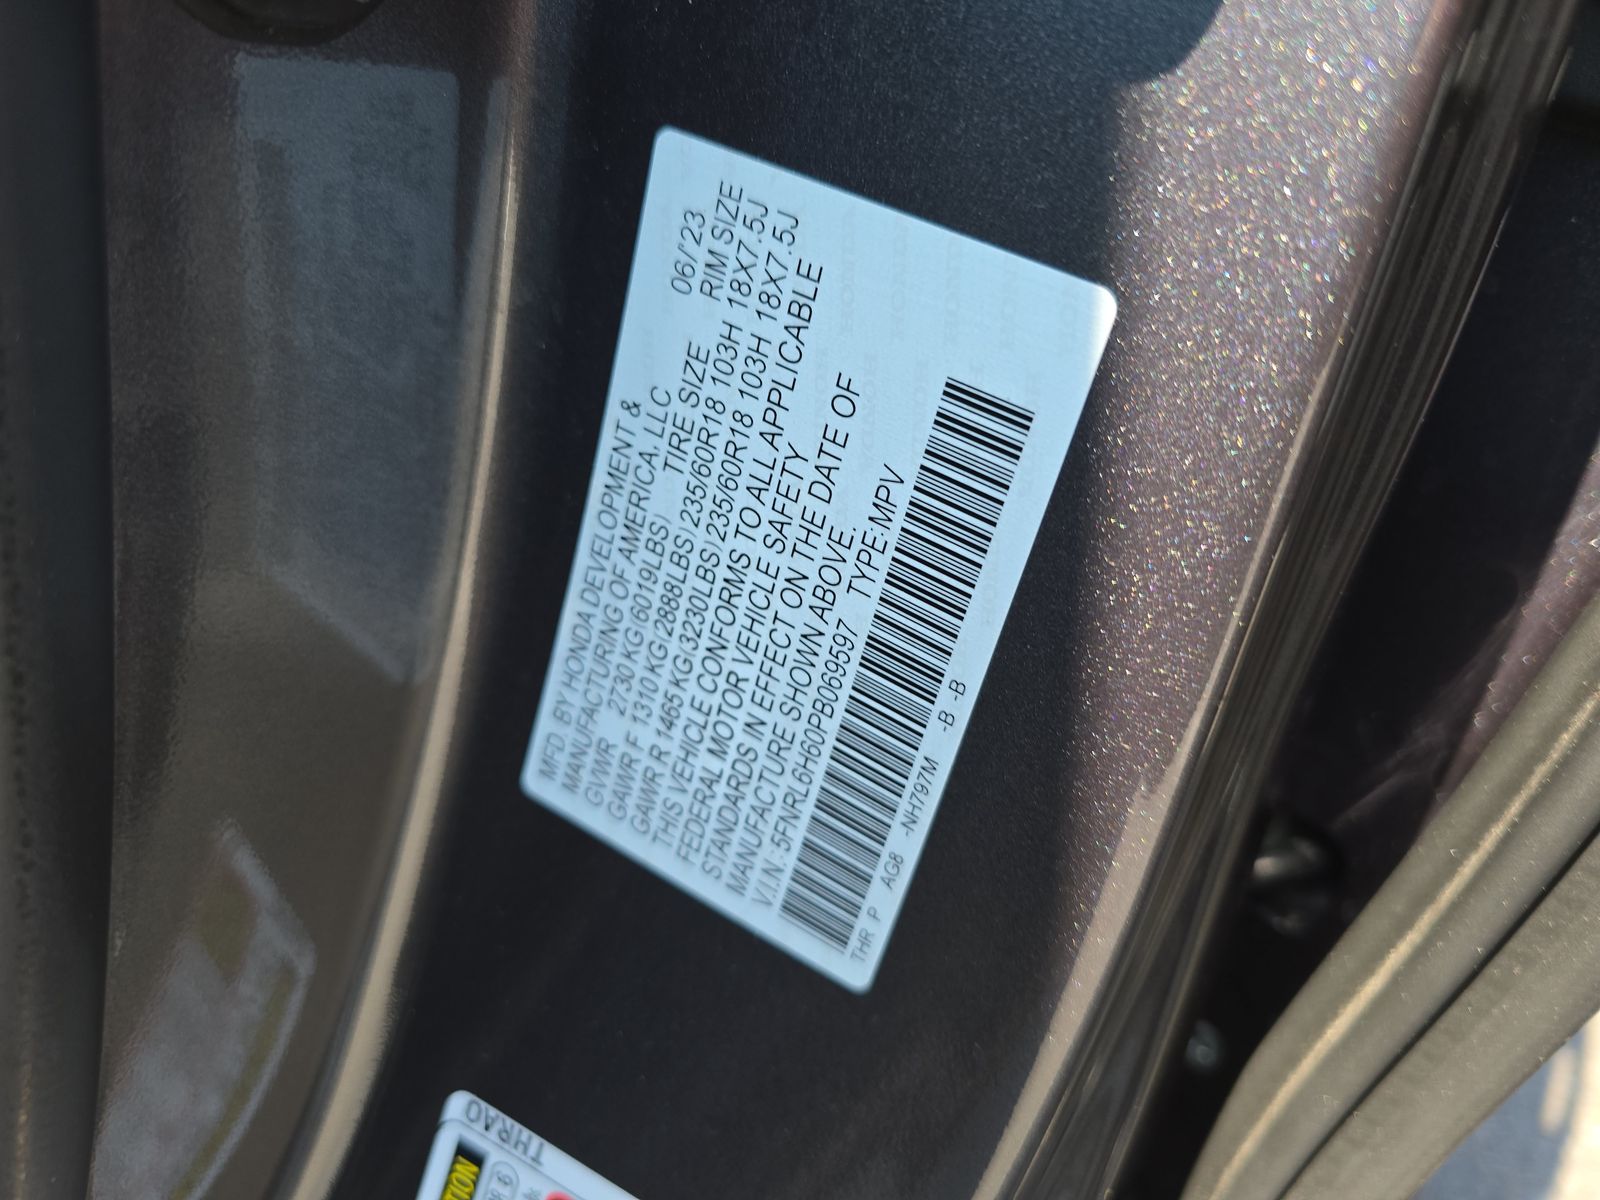 MFD. BY HONDA DEVELOPMENT &
MANUFACTURING OF AMERICA, LLC 06/'23
GVWR 2730 KG(6019LBS) TIRE SIZE RIM SIZE
GAWR F 1310 KG(2888LBS) 235/60R18 103H 18X7.5J
GAWR R 1465 KG(3230LBS) 235/60R18 103H 18X7.5J
THIS VEHICLE CONFORMS TO ALL APPLICABLE
FEDERAL MOTOR VEHICLE SAFETY
STANDARDS IN EFFECT ON THE DATE OF
MANUFACTURE SHOWN ABOVE.
V.I.N.: 5FNRL6H60PB069597 TYPE: MPV
THR P AG8 -NH797M -B -B
THRA0